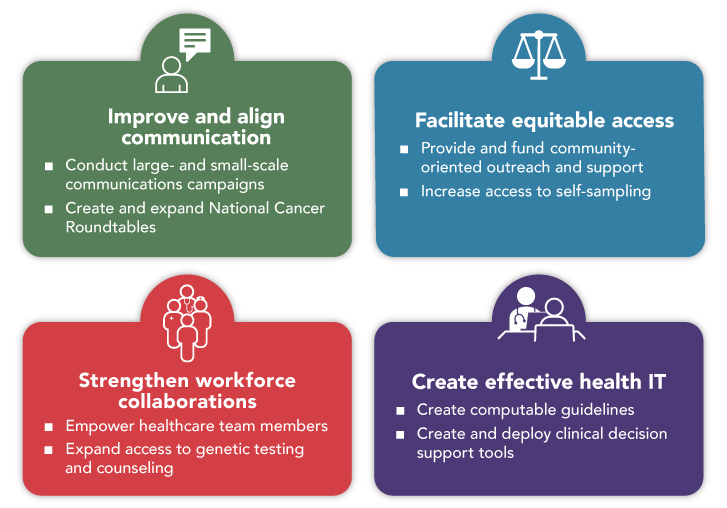 Improve and align
communication
■ Conduct large- and small-scale
communications campaigns
■ Create and expand National Cancer
Roundtables
Facilitate equitable access
■ Provide and fund community-
oriented outreach and support
■ Increase access to self-sampling
Strengthen workforce
collaborations
■ Empower healthcare team members
■ Expand access to genetic testing
and counseling
Create effective health IT
■ Create computable guidelines
■ Create and deploy clinical decision
support tools